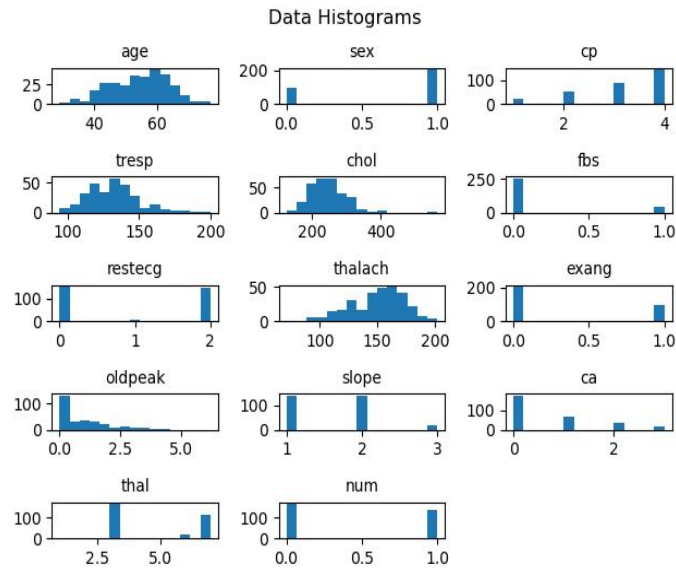 Data Histograms
age sex cp
25
0
40 60
200
0
0.0 1.0
100
0
2 4
tresp chol fbs
50
0
100 150 200
50
0
200 400
250
0
0.0 0.5 1.0
restecg thalach exang
100
0
0 1 2
50
0
100 150 200
200
0
0.0 0.5 1.0
oldpeak slope ca
100
0
0.0 2.5 5.0
100
0
1 2 3
100
0
0 2
thal num
100
0
2.5 5.0
100
0
0.0 0.5 1.0